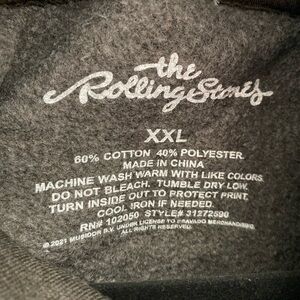 the
Rolling Stones
XXL
60% COTTON 40% POLYESTER
MADE IN CHINA
MACHINE WASH WARM WITH LIKE COLORS.
DO NOT BLEACH. TUMBLE DRY LOW.
TURN INSIDE OUT TO PROTECT PRINT.
COOL IRON IF NEEDED.
RN# 102050 STYLE# 31272590
© 2021 MUSIDOR B.V. UNDER LICENSE TO BRAVADO MERCHANDISING
ALL RIGHTS RESERVED.